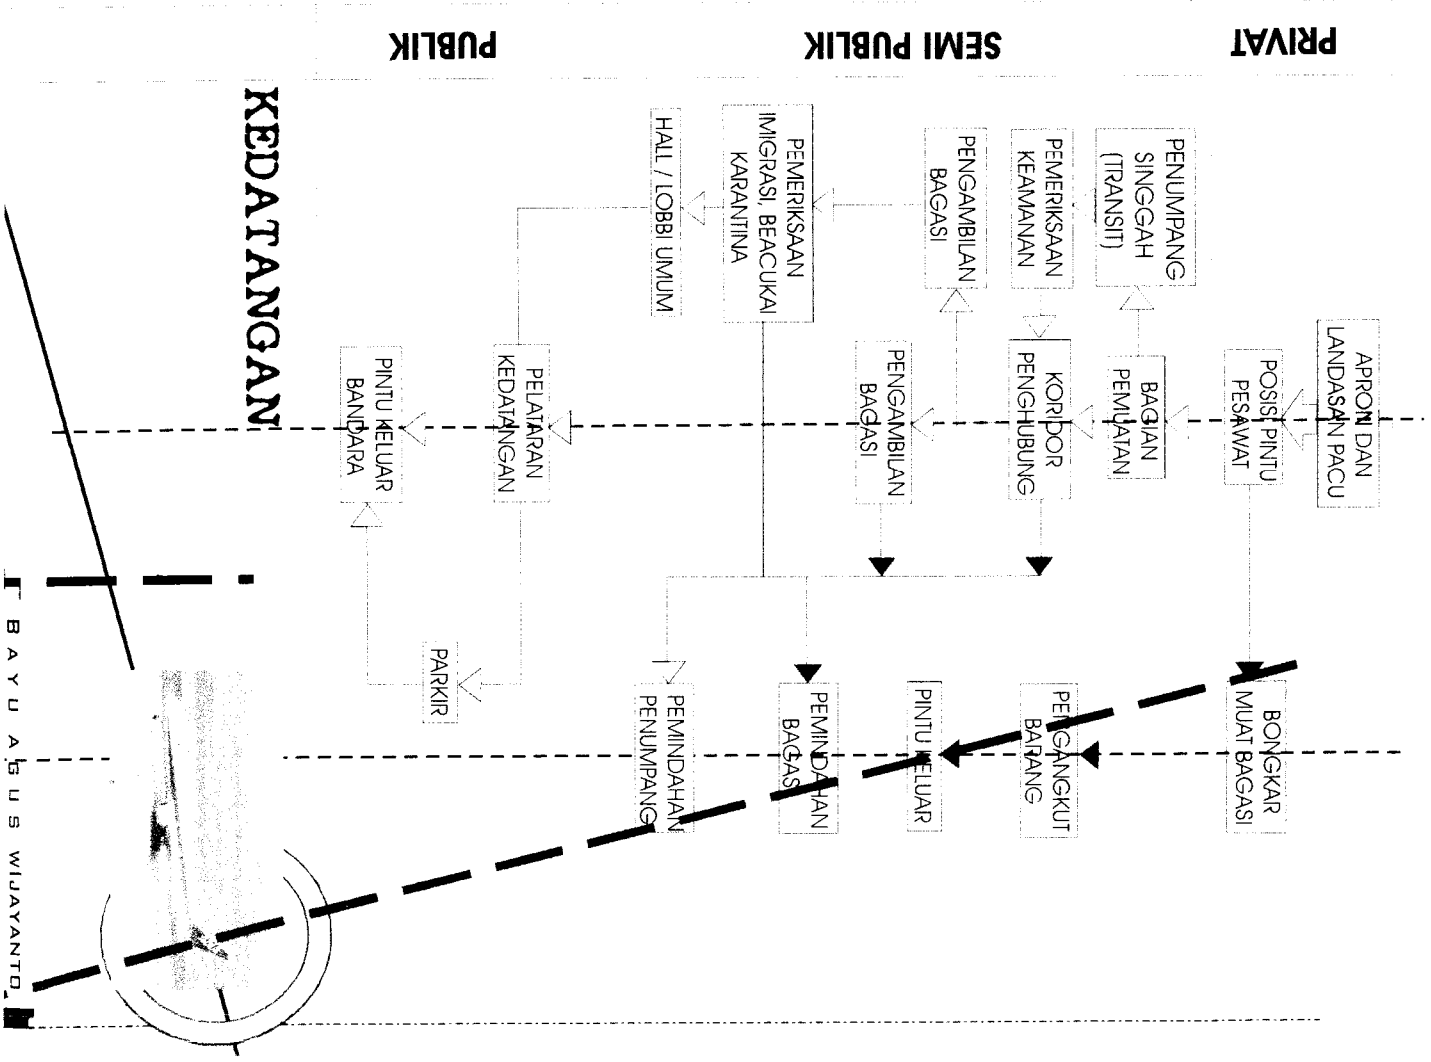 KEDATANGAN
PRIVAT
SEMI PUBLIK
PUBLIK
APRON DAN
LANDASAN PACU
POSISI PINTU
PESAWAT
BAGIAN
PEMUATAN
PENUMPANG
SINGGAH
(TRANSIT)
PEMERIKSAAN
KEAMANAN
KORIDOR
PENGHUBUNG
PENGAMBILAN
BAGASI
PENGAMBILAN
BAGASI
PEMERIKSAAN
IMIGRASI, BEACUKAI
KARANTINA
HALL / LOBBI UMUM
PELATARAN
KEDATANGAN
PINTU KELUAR
BANDARA
PARKIR
BONGKAR
MUAT BAGASI
PENGANGKUT
BARANG
PINTU KELUAR
PEMINDAHAN
BAGASI
PEMINDAHAN
PENUMPANG
BAYU AGUS WIJAYANTO